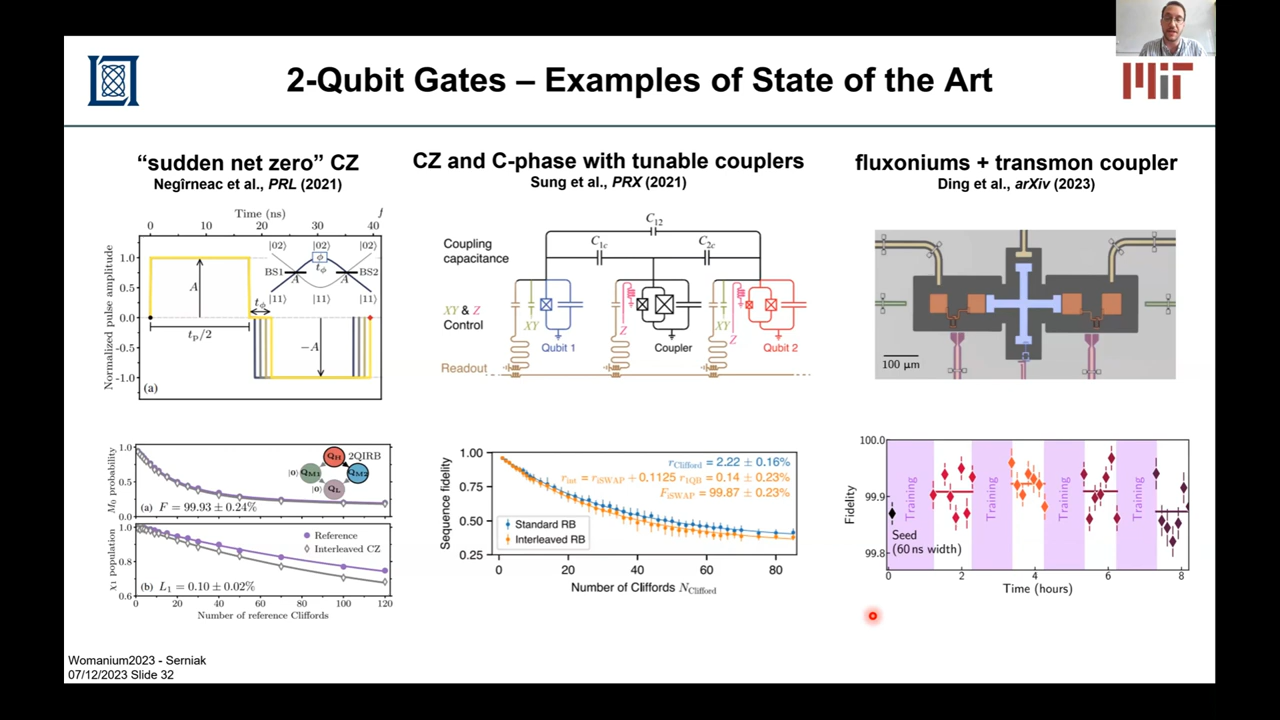 2-Qubit Gates – Examples of State of the Art
MIT
"sudden net zero" CZ
Negîrneac et al., PRL (2021)
Time (ns)
f
0 10 20 30 40
Normalized pulse amplitude
1.0
0.5
0.0
-0.5
-1.0
|02⟩ |02⟩ |02⟩
ϕ
BS1 t_ϕ BS2
A A
|11⟩ |11⟩ |11⟩
A
t_ϕ
t_p/2
−A
(a)
M₀ probability
1.0
0.5
0.0
Q_H 2QIRB
|0⟩ Q_M1 Q_M2
|0⟩ Q_L
(a) F = 99.93 ± 0.24%
χ₁ population
1.0
0.8
0.6
Reference
Interleaved CZ
(b) L₁ = 0.10 ± 0.02%
0 20 40 60 80 100 120
Number of reference Cliffords
CZ and C-phase with tunable couplers
Sung et al., PRX (2021)
C₁₂
Coupling
capacitance
C₁c C₂c
XY & Z
Control
XY Z XY Z
Qubit 1 Coupler Qubit 2
Readout
Sequence fidelity
1.00
0.75
0.50
0.25
r_Clifford = 2.22 ± 0.16%
r_int = r_iSWAP + 0.1125 r_1QB = 0.14 ± 0.23%
F_iSWAP = 99.87 ± 0.23%
Standard RB
Interleaved RB
0 20 40 60 80
Number of Cliffords N_Clifford
fluxoniums + transmon coupler
Ding et al., arXiv (2023)
100 μm
Fidelity
100.0
99.9
99.8
Training Training Training Training
Seed
(60 ns width)
0 2 4 6 8
Time (hours)
Womanium2023 - Serniak
07/12/2023 Slide 32